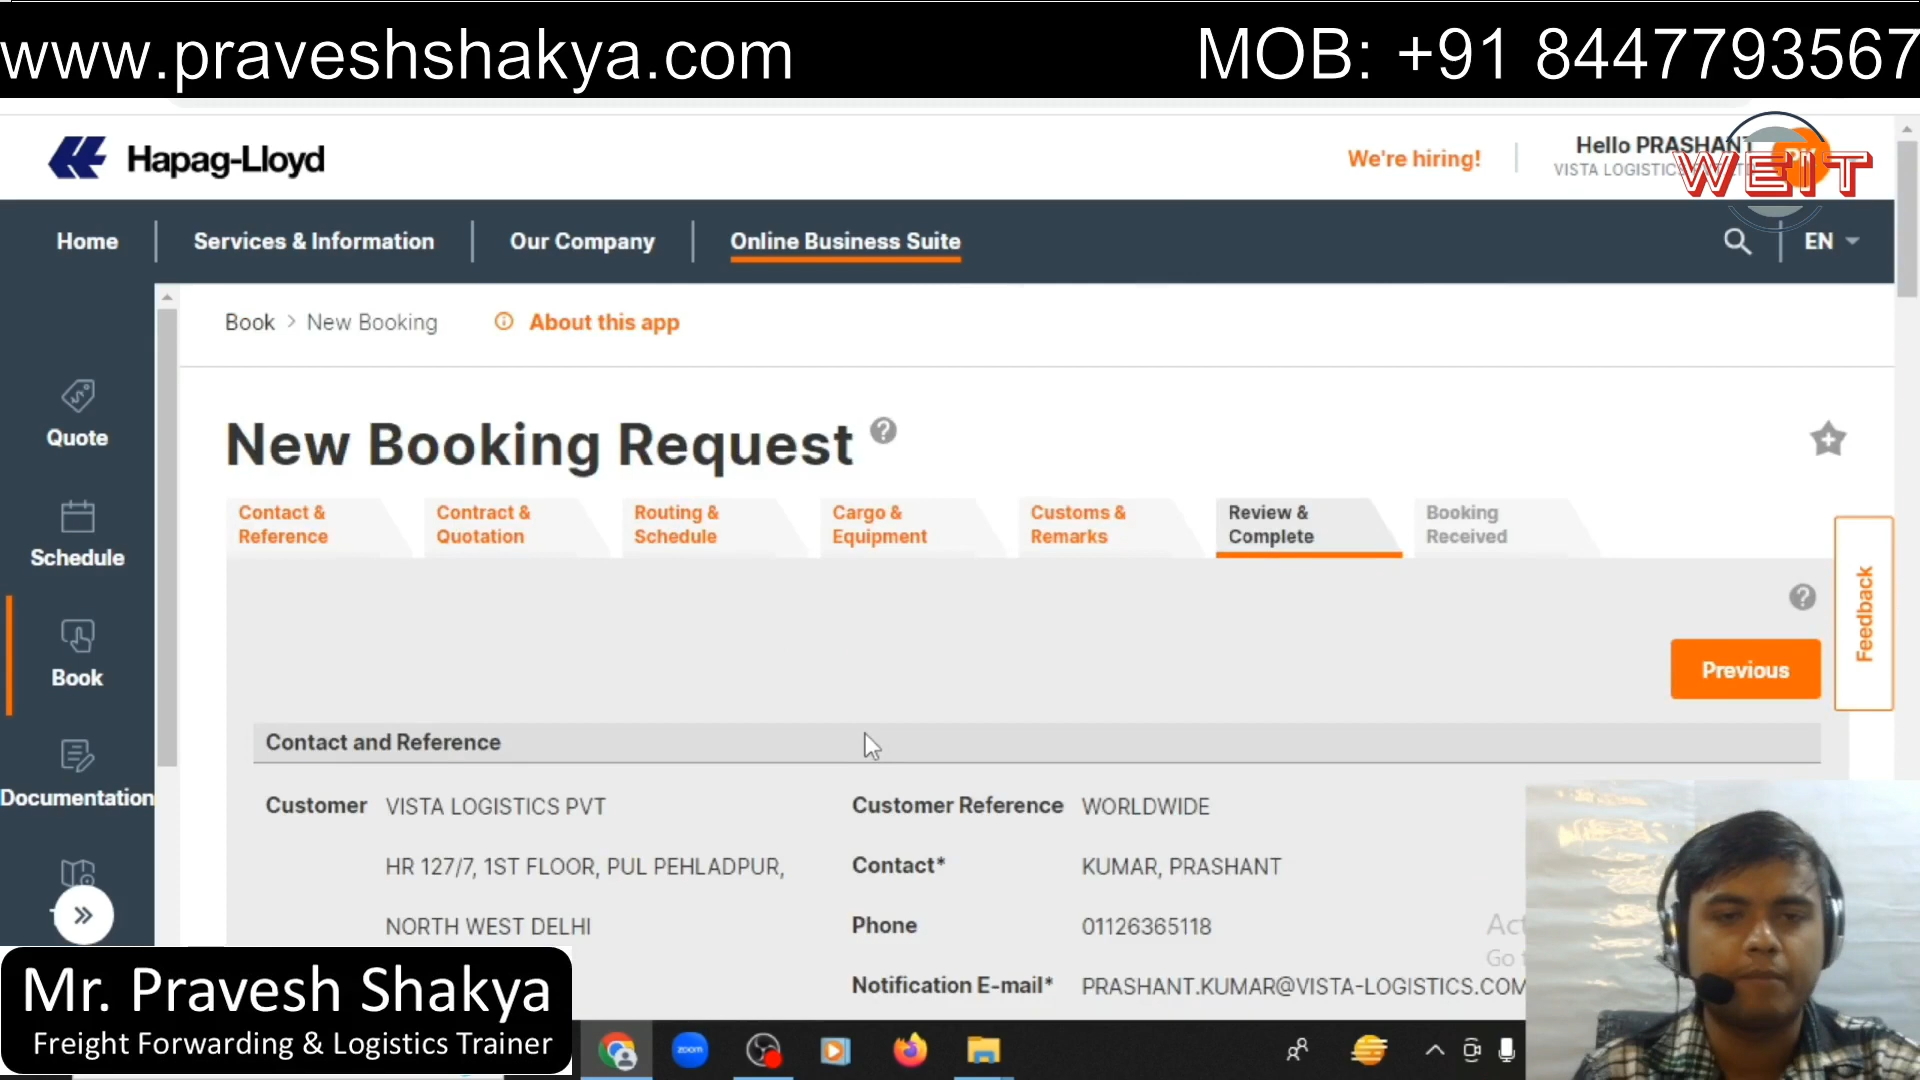 www.praveshshakya.com
MOB: +91 8447793567
Hapag-Lloyd
We're hiring!
Hello PRASHANT
VISTA LOGISTICS
WEIT
Home
Services & Information
Our Company
Online Business Suite
EN
Book > New Booking
About this app
Quote
Schedule
Book
Documentation
New Booking Request
Contact &
Reference
Contract &
Quotation
Routing &
Schedule
Cargo &
Equipment
Customs &
Remarks
Review &
Complete
Booking
Received
Feedback
Previous
Contact and Reference
Customer VISTA LOGISTICS PVT
HR 127/7, 1ST FLOOR, PUL PEHLADPUR,
NORTH WEST DELHI
Customer Reference WORLDWIDE
Contact* KUMAR, PRASHANT
Phone 01126365118
Notification E-mail* PRASHANT.KUMAR@VISTA-LOGISTICS.COM
Mr. Pravesh Shakya
Freight Forwarding & Logistics Trainer
zoom